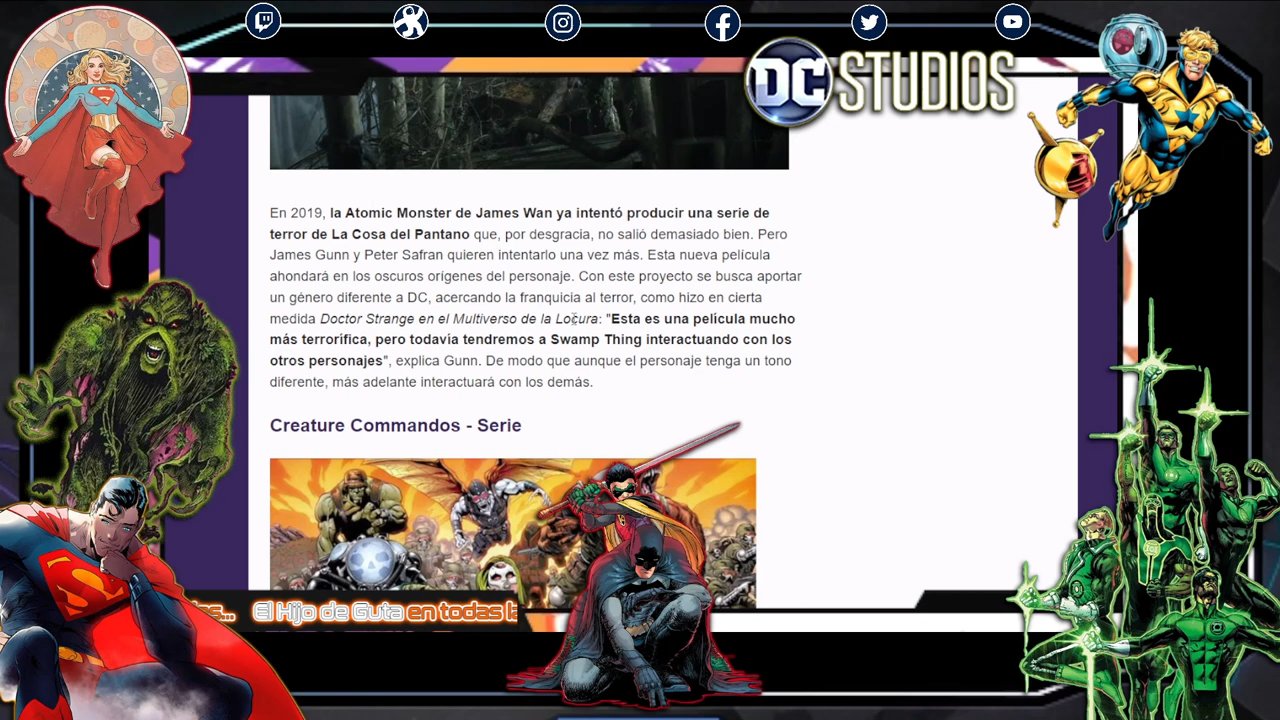 DC STUDIOS
En 2019, la Atomic Monster de James Wan ya intentó producir una serie de
terror de La Cosa del Pantano que, por desgracia, no salió demasiado bien. Pero
James Gunn y Peter Safran quieren intentarlo una vez más. Esta nueva película
ahondará en los oscuros orígenes del personaje. Con este proyecto se busca aportar
un género diferente a DC, acercando la franquicia al terror, como hizo en cierta
medida Doctor Strange en el Multiverso de la Locura: "Esta es una película mucho
más terrorífica, pero todavía tendremos a Swamp Thing interactuando con los
otros personajes", explica Gunn. De modo que aunque el personaje tenga un tono
diferente, más adelante interactuará con los demás.
Creature Commandos - Serie
El Hijo de Guta en todas